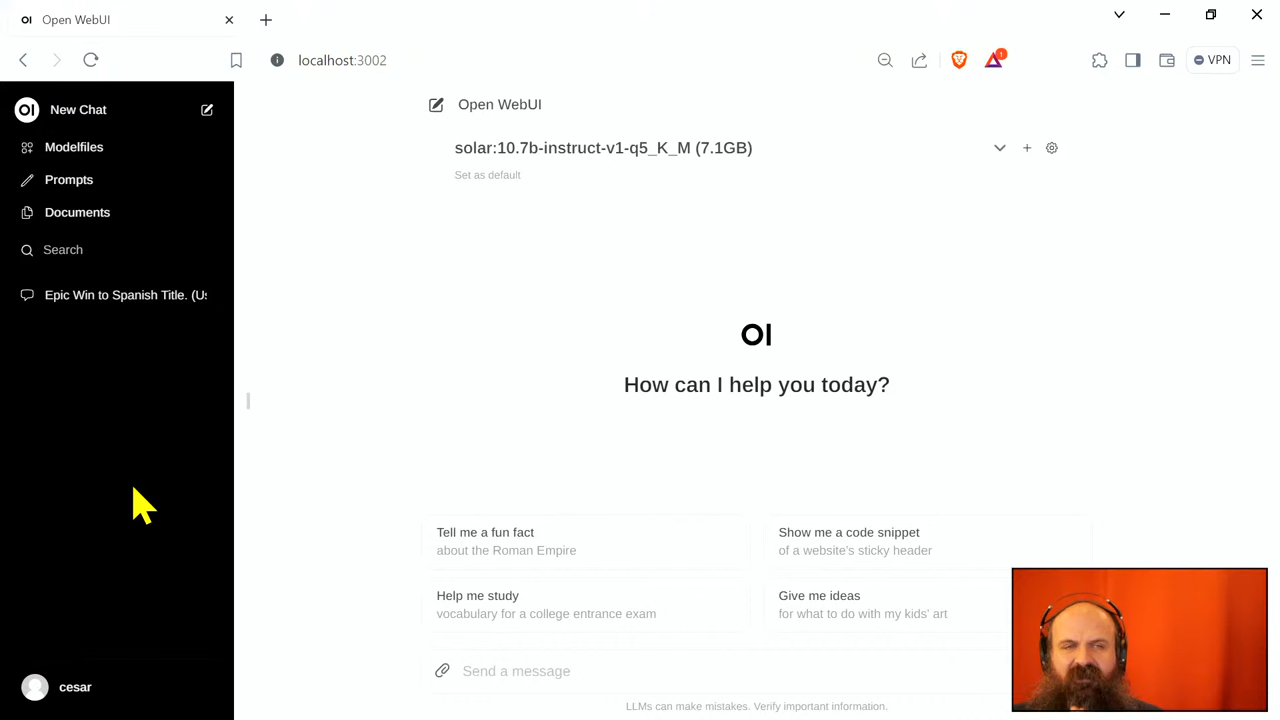 OI Open WebUI
localhost:3002
1
VPN
OI New Chat
Modelfiles
Prompts
Documents
Search
Epic Win to Spanish Title. (Us
cesar
Open WebUI
solar:10.7b-instruct-v1-q5_K_M (7.1GB)
Set as default
OI
How can I help you today?
Tell me a fun fact
about the Roman Empire
Show me a code snippet
of a website's sticky header
Help me study
vocabulary for a college entrance exam
Give me ideas
for what to do with my kids' art
Send a message
LLMs can make mistakes. Verify important information.